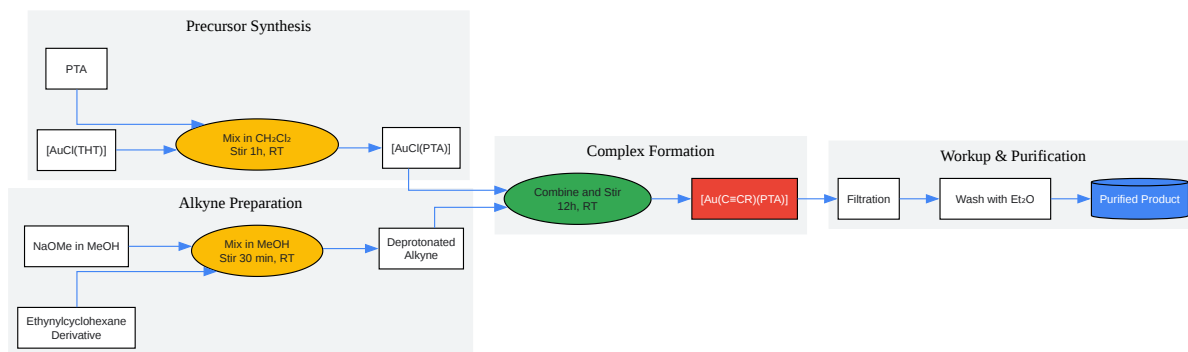 Precursor Synthesis
PTA
[AuCl(THT)]
Mix in CH₂Cl₂
Stir 1h, RT
[AuCl(PTA)]
Alkyne Preparation
NaOMe in MeOH
Ethynylcyclohexane
Derivative
Mix in MeOH
Stir 30 min, RT
Deprotonated
Alkyne
Complex Formation
Combine and Stir
12h, RT
[Au(C≡CR)(PTA)]
Workup & Purification
Filtration
Wash with Et₂O
Purified Product